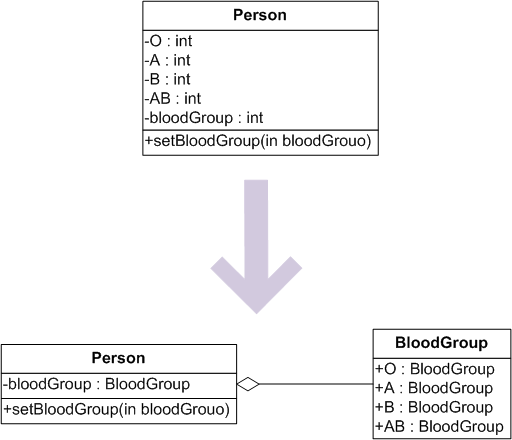 Person
-O : int
-A : int
-B : int
-AB : int
-bloodGroup : int
+setBloodGroup(in bloodGrouo)
Person
-bloodGroup : BloodGroup
+setBloodGroup(in bloodGrouo)
BloodGroup
+O : BloodGroup
+A : BloodGroup
+B : BloodGroup
+AB : BloodGroup